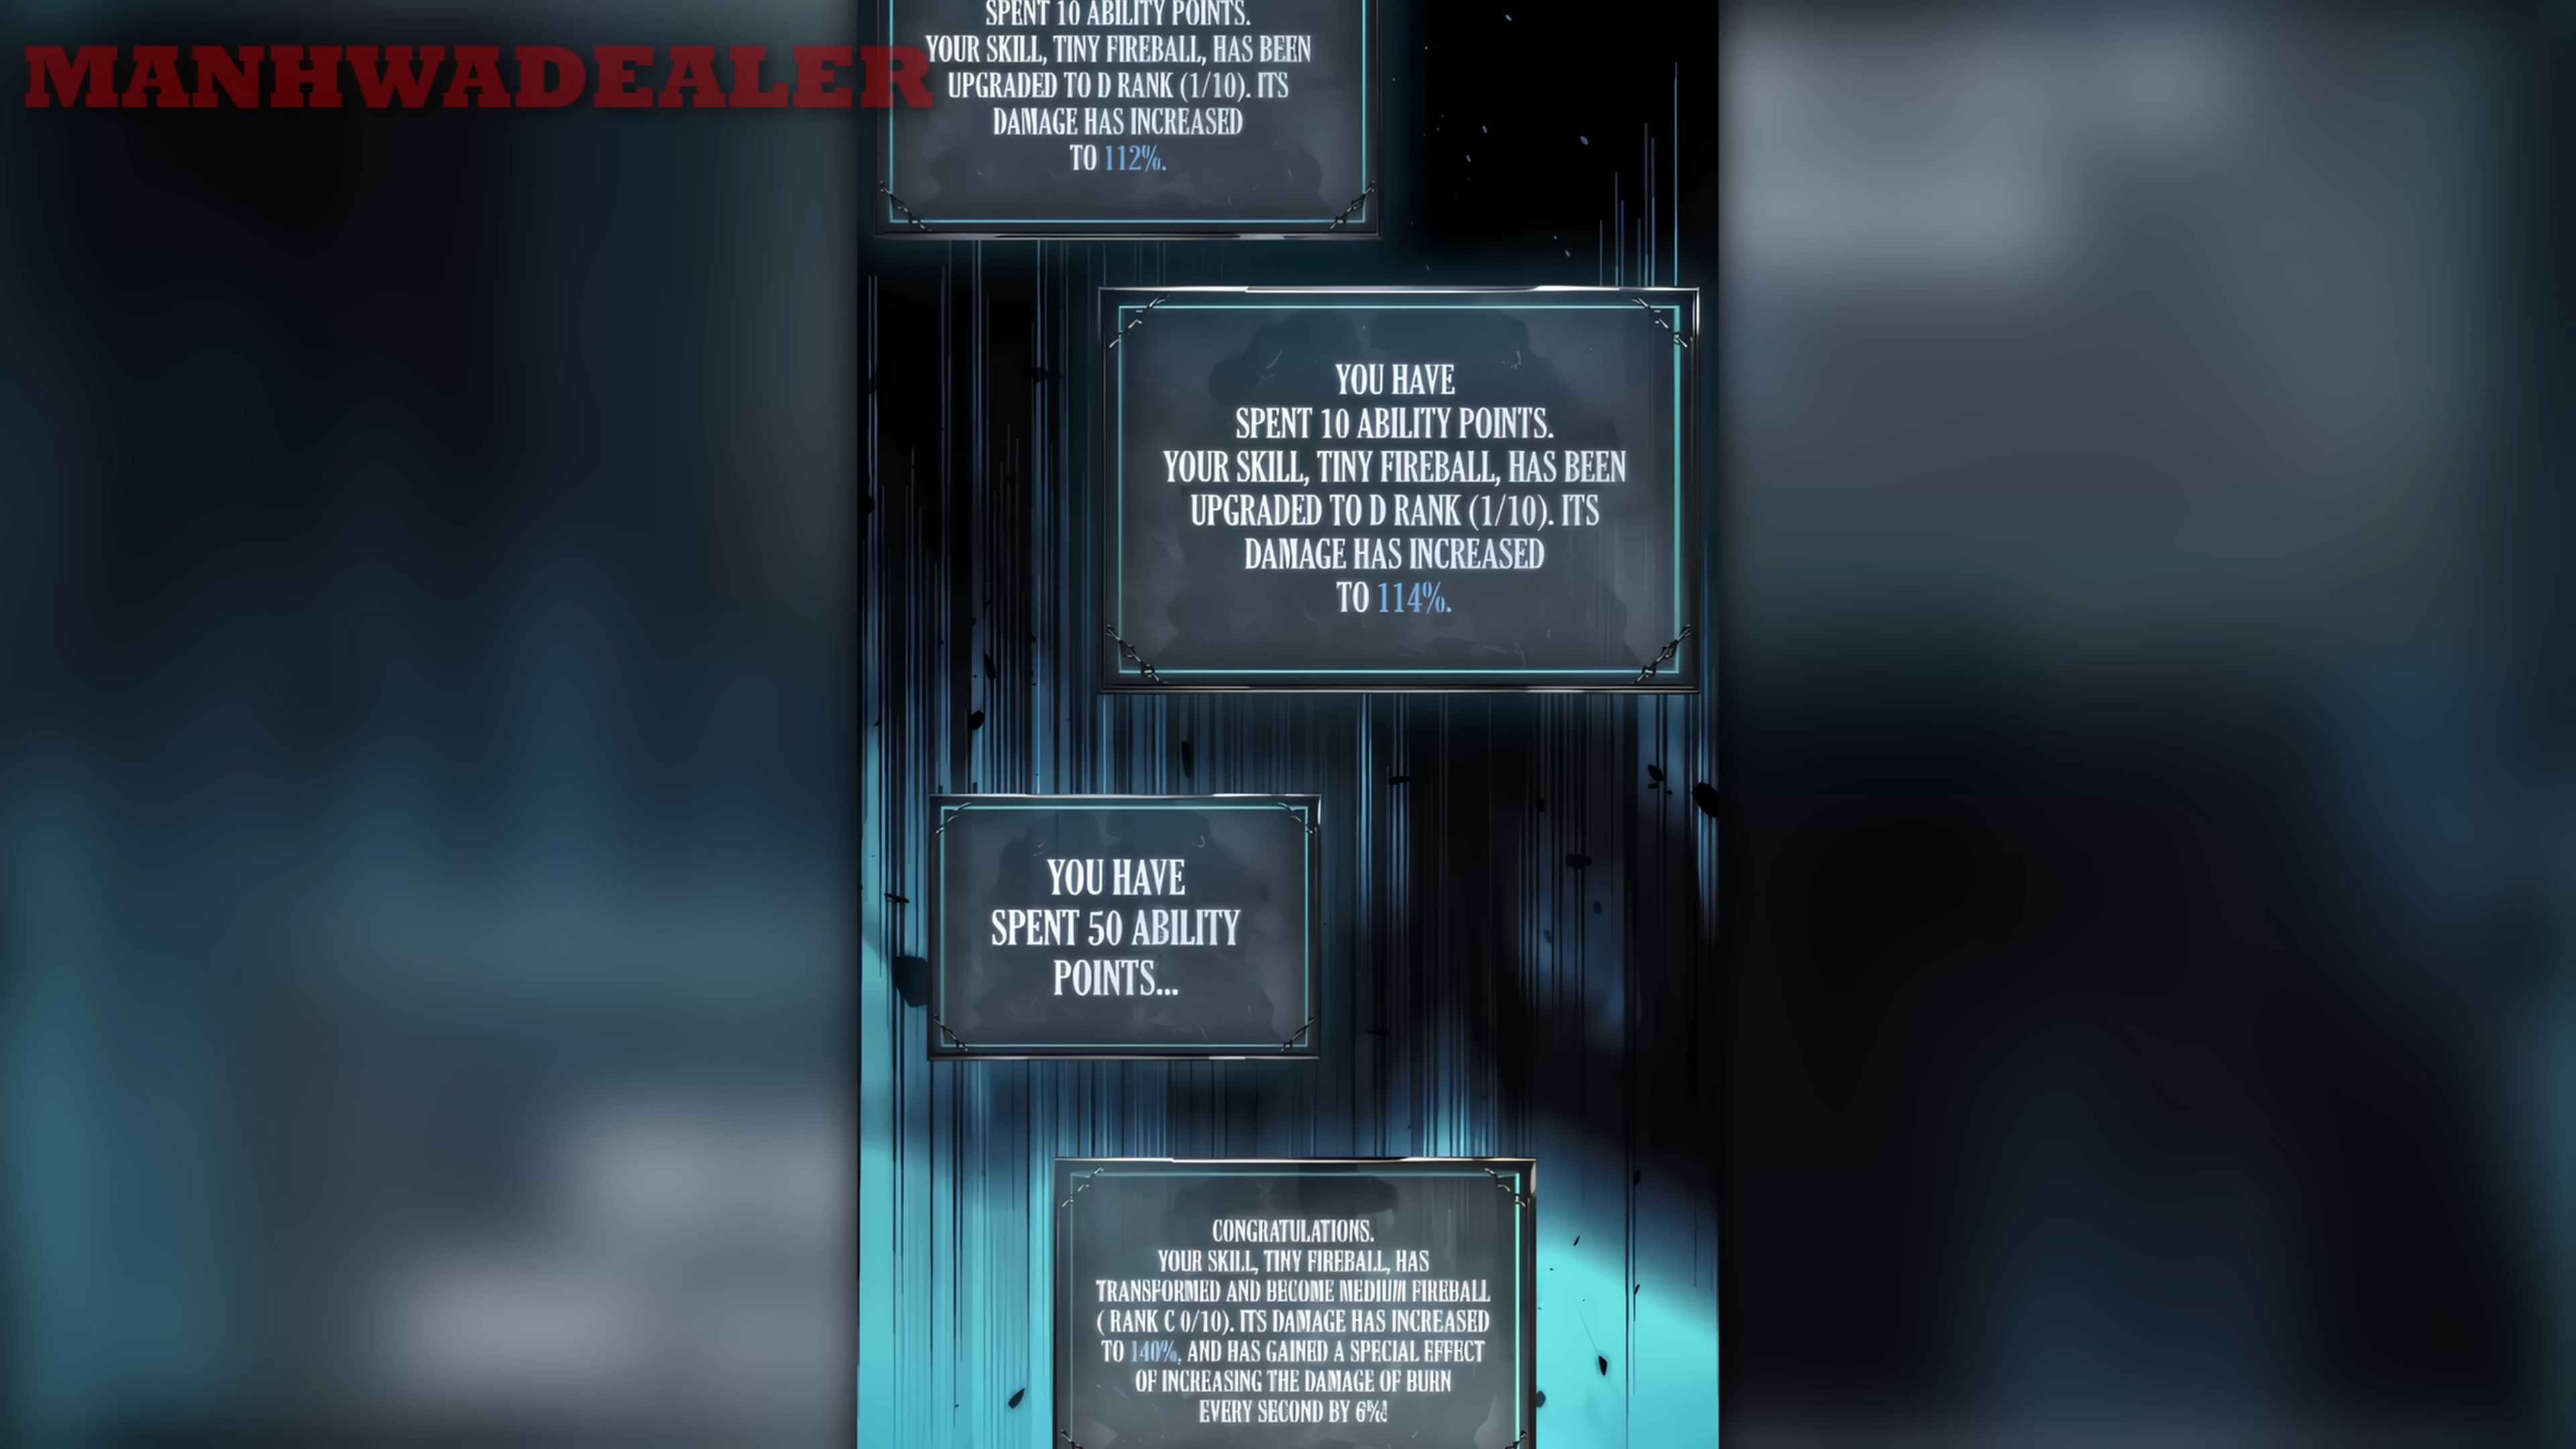 MANHWADEALER
SPENT 10 ABILITY POINTS.
YOUR SKILL, TINY FIREBALL, HAS BEEN
UPGRADED TO D RANK (1/10). ITS
DAMAGE HAS INCREASED
TO 112%.
YOU HAVE
SPENT 10 ABILITY POINTS.
YOUR SKILL, TINY FIREBALL, HAS BEEN
UPGRADED TO D RANK (1/10). ITS
DAMAGE HAS INCREASED
TO 114%.
YOU HAVE
SPENT 50 ABILITY
POINTS...
CONGRATULATIONS.
YOUR SKILL, TINY FIREBALL, HAS
TRANSFORMED AND BECOME MEDIUM FIREBALL
( RANK C 0/10). ITS DAMAGE HAS INCREASED
TO 140%, AND HAS GAINED A SPECIAL EFFECT
OF INCREASING THE DAMAGE OF BURN
EVERY SECOND BY 6%!